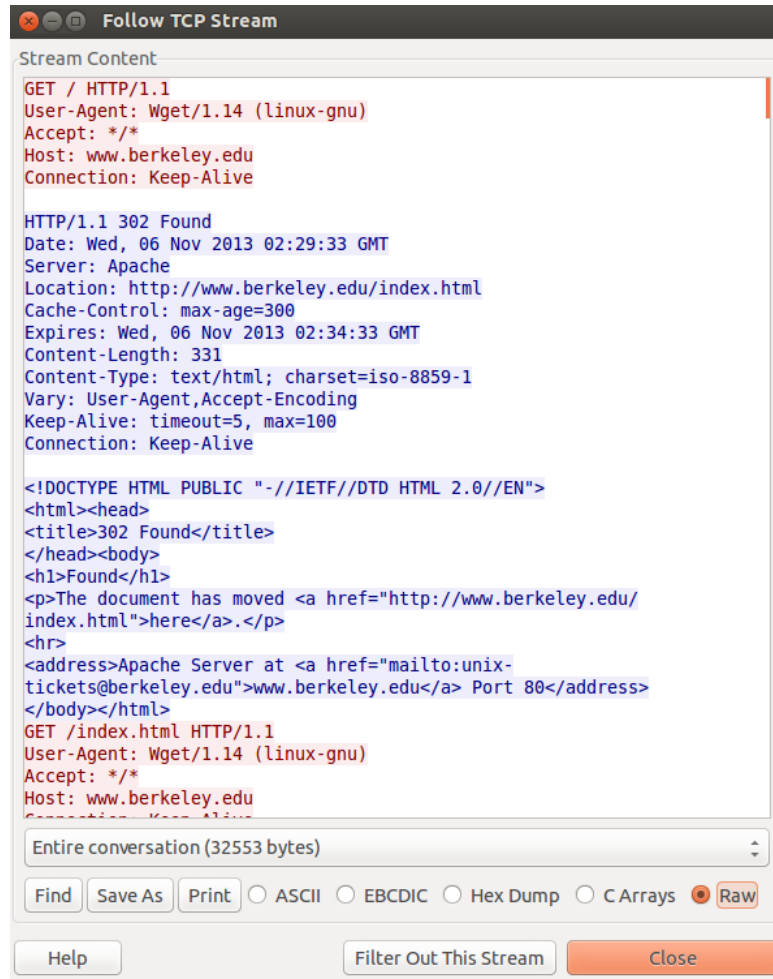 Follow TCP Stream
Stream Content
GET / HTTP/1.1
User-Agent: Wget/1.14 (linux-gnu)
Accept: */*
Host: www.berkeley.edu
Connection: Keep-Alive
HTTP/1.1 302 Found
Date: Wed, 06 Nov 2013 02:29:33 GMT
Server: Apache
Location: http://www.berkeley.edu/index.html
Cache-Control: max-age=300
Expires: Wed, 06 Nov 2013 02:34:33 GMT
Content-Length: 331
Content-Type: text/html; charset=iso-8859-1
Vary: User-Agent,Accept-Encoding
Keep-Alive: timeout=5, max=100
Connection: Keep-Alive
<!DOCTYPE HTML PUBLIC "-//IETF//DTD HTML 2.0//EN">
<html><head>
<title>302 Found</title>
</head><body>
<h1>Found</h1>
<p>The document has moved <a href="http://www.berkeley.edu/
index.html">here</a>.</p>
<hr>
<address>Apache Server at <a href="mailto:unix-
tickets@berkeley.edu">www.berkeley.edu</a> Port 80</address>
</body></html>
GET /index.html HTTP/1.1
User-Agent: Wget/1.14 (linux-gnu)
Accept: */*
Host: www.berkeley.edu
Entire conversation (32553 bytes)
Find Save As Print ASCII EBCDIC Hex Dump C Arrays Raw
Help Filter Out This Stream Close